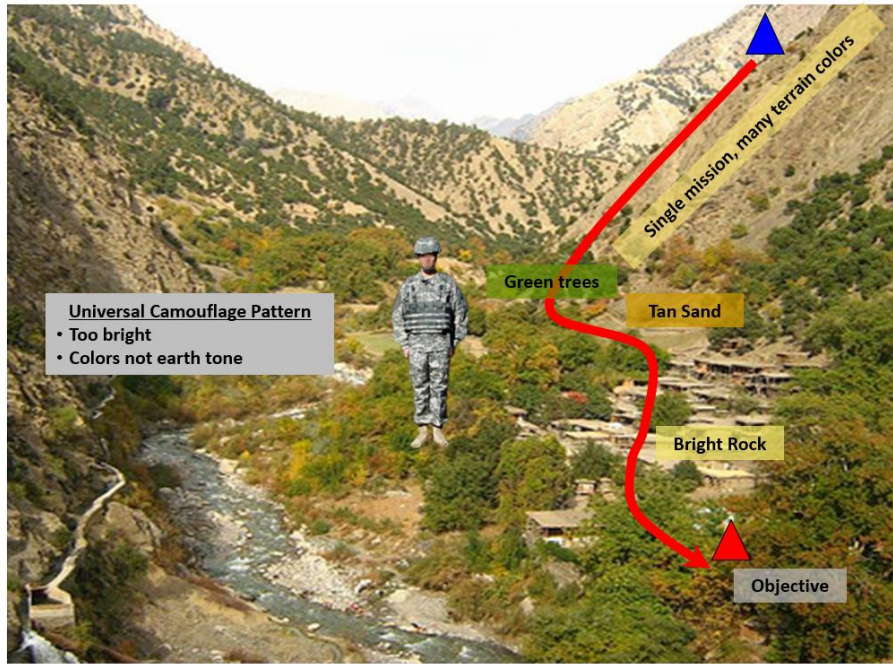 Single mission, many terrain colors
Green trees
Universal Camouflage Pattern
• Too bright
• Colors not earth tone
Tan Sand
Bright Rock
Objective